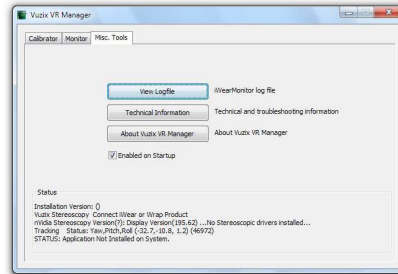 Vuzix VR Manager
Calibrator Monitor Misc. Tools
View Logfile iWearMonitor log file
Technical Information Technical and troubleshooting information
About Vuzix VR Manager About Vuzix VR Manager
Enabled on Startup
Status
Installation Version: ()
Vuzix Stereoscopy Connect iWear or Wrap Product
nVidia Stereoscopy Version(?): Display Version(195.62) ...No Stereoscopic drivers installed...
Tracking Status: Yaw,Pitch,Roll (-32.7,-10.8, 1.2) (46972)
STATUS: Application Not Installed on System.